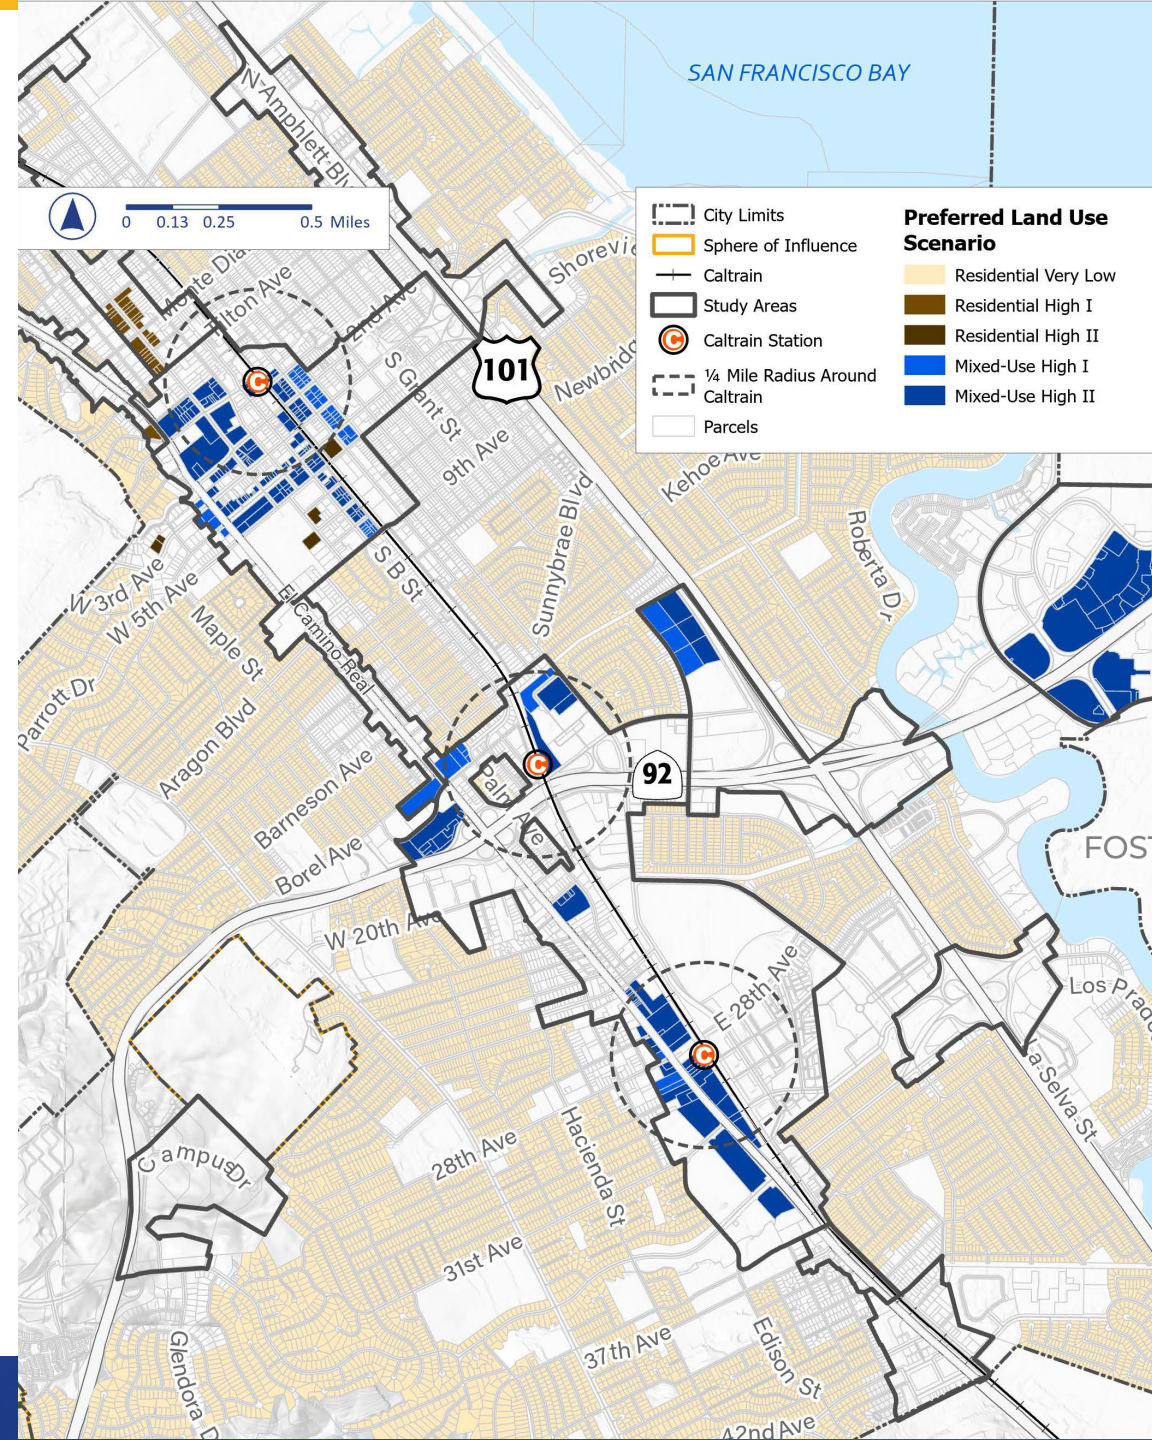 SAN FRANCISCO BAY
N Amphlett Blv
0 0.13 0.25 0.5 Miles
City Limits
Sphere of Influence
Caltrain
Study Areas
C Caltrain Station
¼ Mile Radius Around
Caltrain
Parcels
Preferred Land Use
Scenario
Residential Very Low
Residential High I
Residential High II
Mixed-Use High I
Mixed-Use High II
Shorevie
Monte Dia
Tilton Ave
2nd Ave
101
C
S Grant St
Newbridg
9th Ave
Kehoe Ave
Sunnybrae Blvd
Roberta Dr
W 3rd Ave
W 5th Ave
S B St
El Camino Real
Maple St
Parrott Dr
Aragon Blvd
Barneson Ave
Borel Ave
C
92
Palm Ave
FOST
W 20th Ave
E 28th Ave
Los Prado
C
La Selva St
Campus Dr
28th Ave
Hacienda St
31st Ave
37th Ave
Edison St
Glendora D
42nd Ave